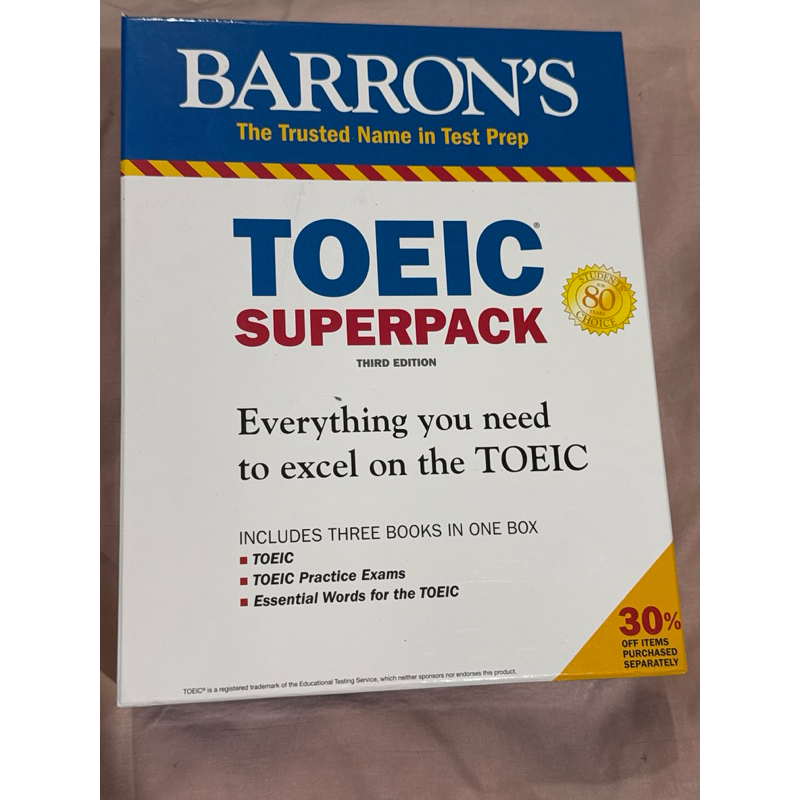 BARRON'S
The Trusted Name in Test Prep
TOEIC®
SUPERPACK
THIRD EDITION
STUDENTS'
FOR
80
YEARS
CHOICE
Everything you need
to excel on the TOEIC
INCLUDES THREE BOOKS IN ONE BOX
■ TOEIC
■ TOEIC Practice Exams
■ Essential Words for the TOEIC
30%
OFF ITEMS
PURCHASED
SEPARATELY
TOEIC® is a registered trademark of the Educational Testing Service, which neither sponsors nor endorses this product.